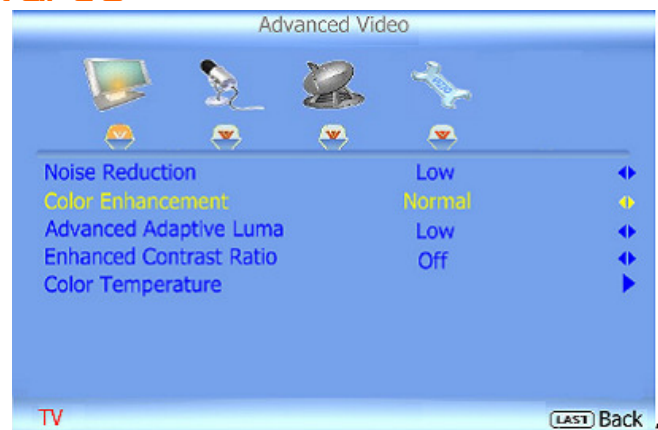 Advanced Video
Noise Reduction Low
Color Enhancement Normal
Advanced Adaptive Luma Low
Enhanced Contrast Ratio Off
Color Temperature
TV LAST Back